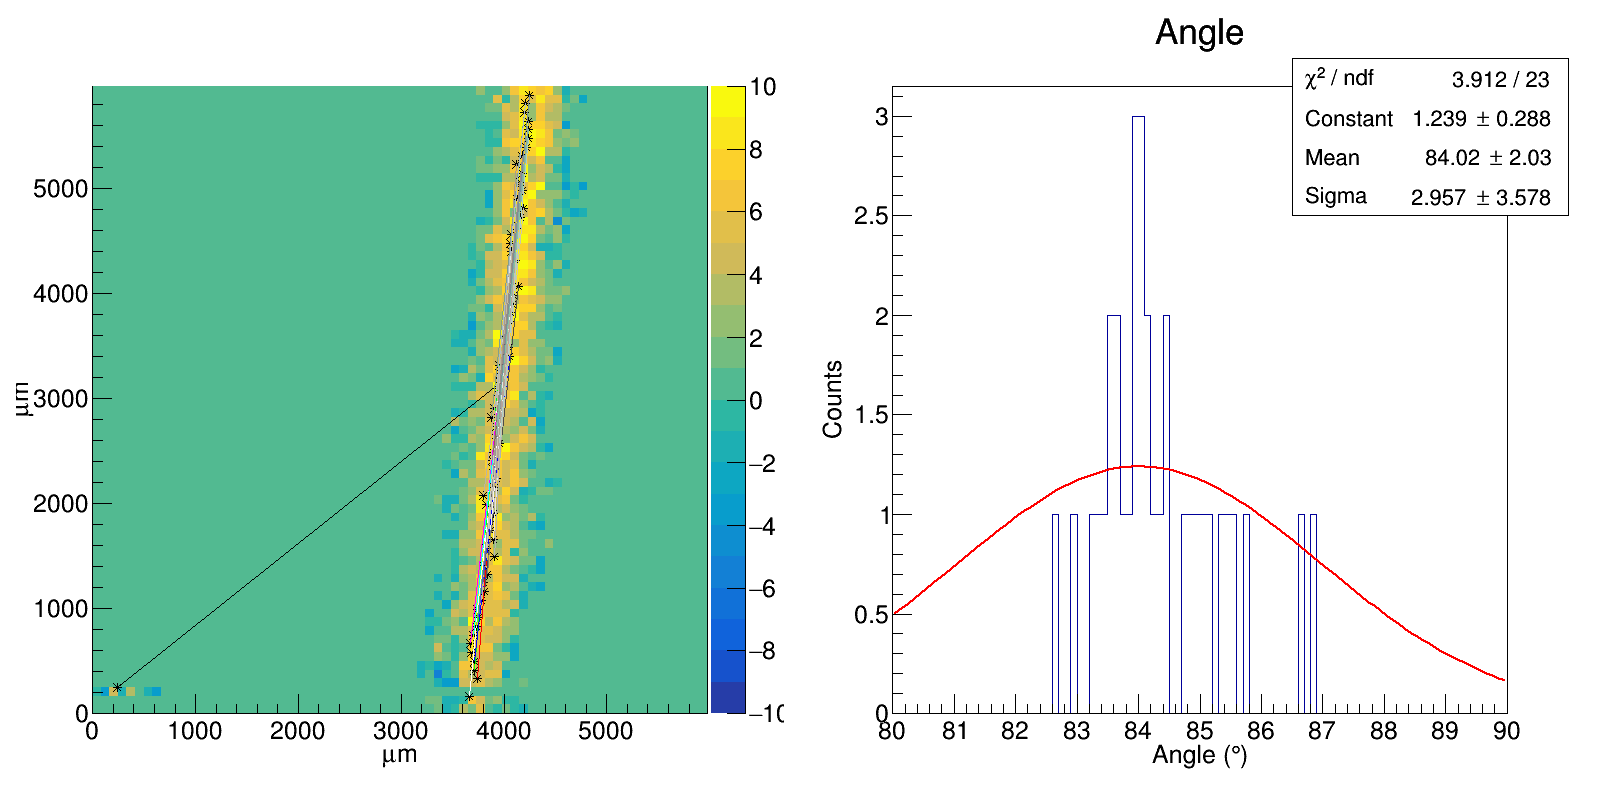 Angle
χ² / ndf 3.912 / 23
Constant 1.239 ± 0.288
Mean 84.02 ± 2.03
Sigma 2.957 ± 3.578
μm
5000
4000
3000
2000
1000
0
0 1000 2000 3000 4000 5000
μm
10
8
6
4
2
0
−2
−4
−6
−8
−10
Counts
3
2.5
2
1.5
1
0.5
0
80 81 82 83 84 85 86 87 88 89 90
Angle (°)